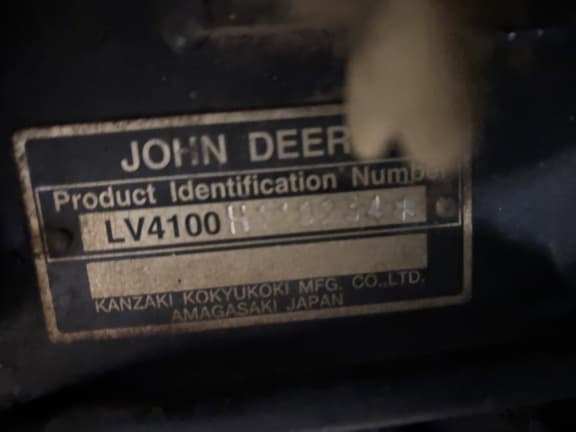 JOHN DEER
Product Identification Number
LV4100
KANZAKI KOKYUKOKI MFG. CO.,LTD.
AMAGASAKI JAPAN